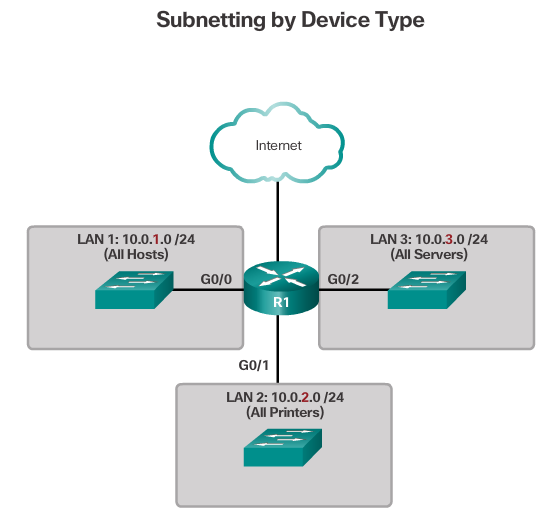 Subnetting by Device Type
Internet
LAN 1: 10.0.1.0 /24
(All Hosts)
G0/0
R1
LAN 3: 10.0.3.0 /24
(All Servers)
G0/2
G0/1
LAN 2: 10.0.2.0 /24
(All Printers)